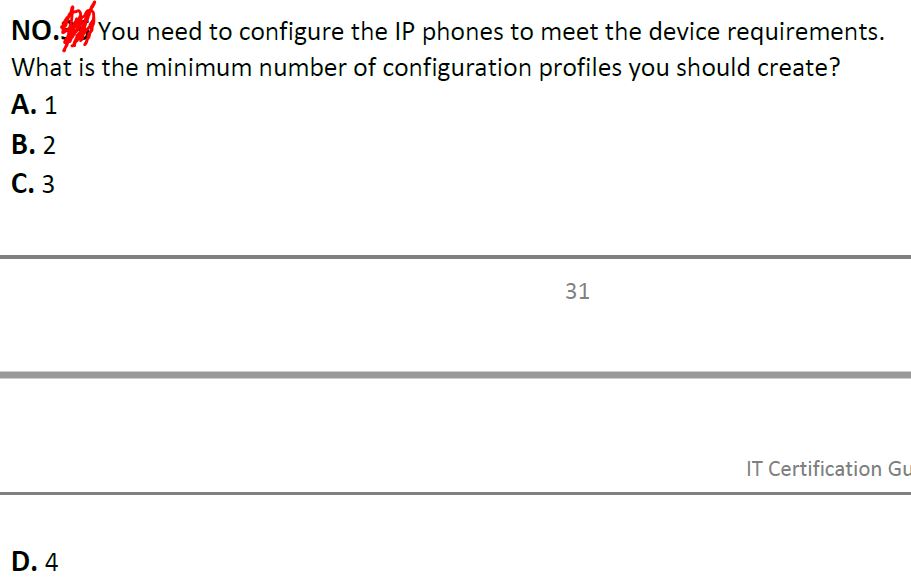 NO. You need to configure the IP phones to meet the device requirements.
What is the minimum number of configuration profiles you should create?
A. 1
B. 2
C. 3
31
IT Certification Gu
D. 4